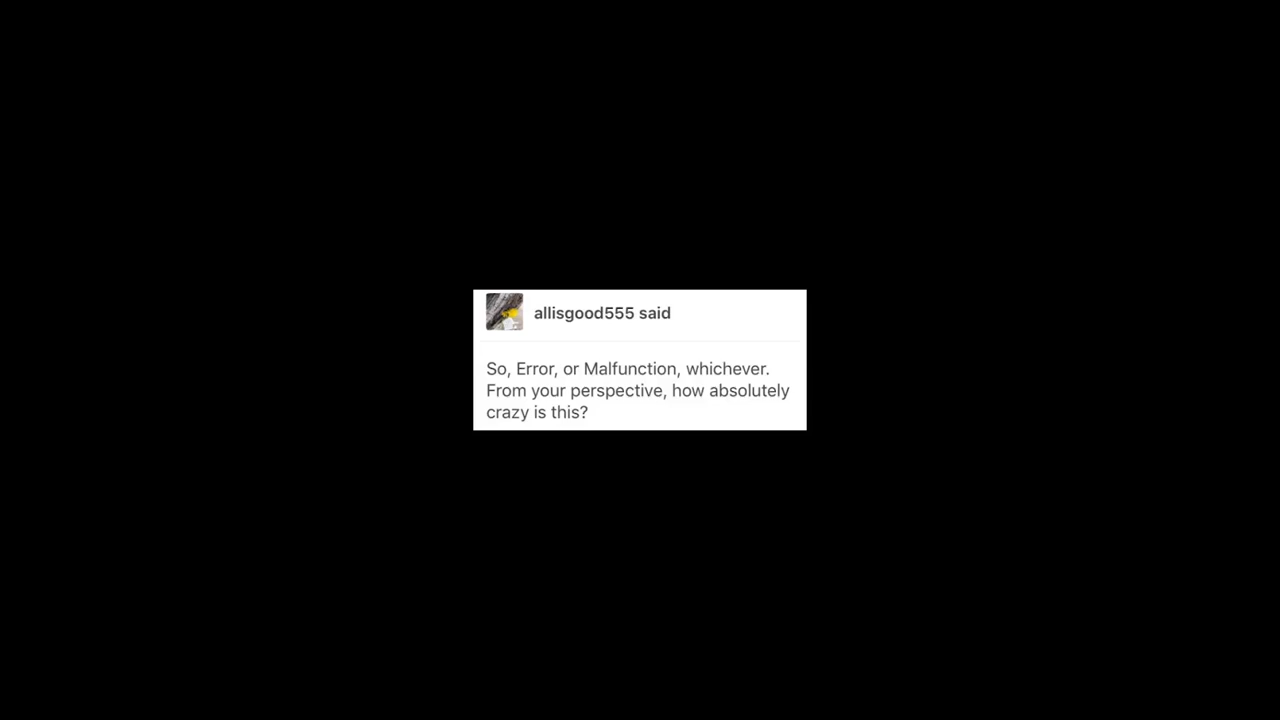 allisgood555 said
So, Error, or Malfunction, whichever.
From your perspective, how absolutely
crazy is this?